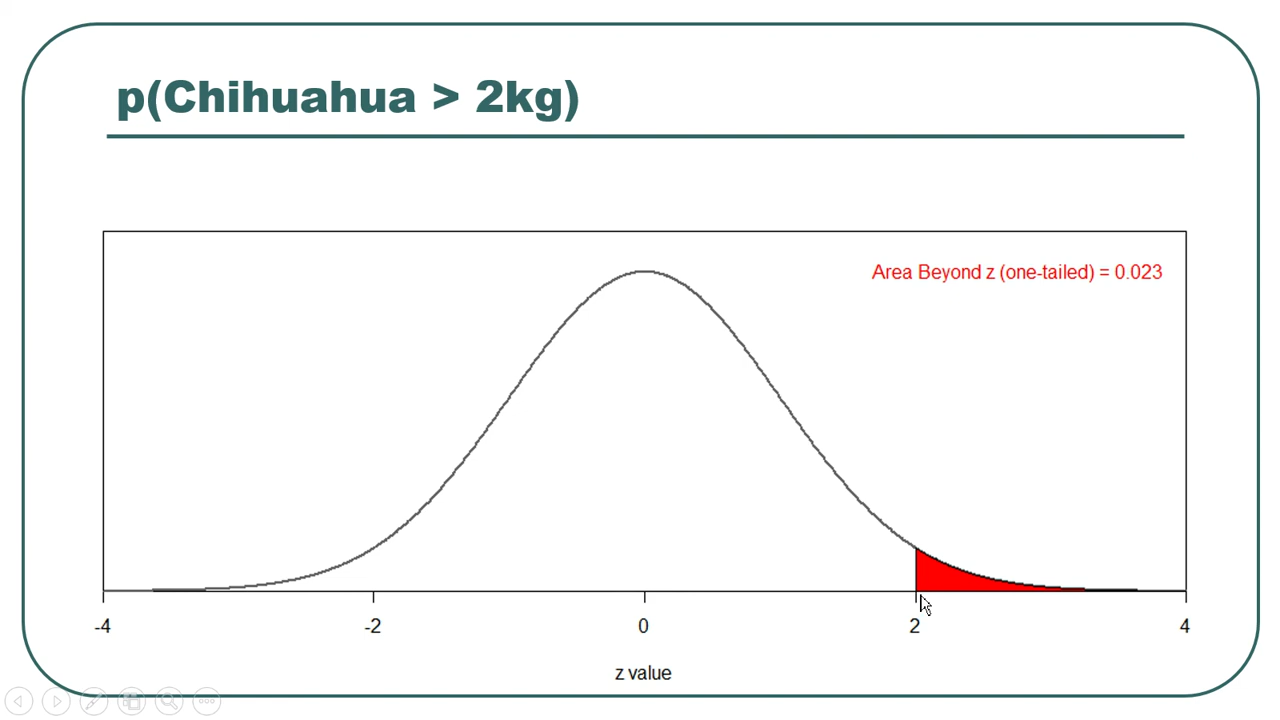 p(Chihuahua > 2kg)
Area Beyond z (one-tailed) = 0.023
-4 -2 0 2 4
z value